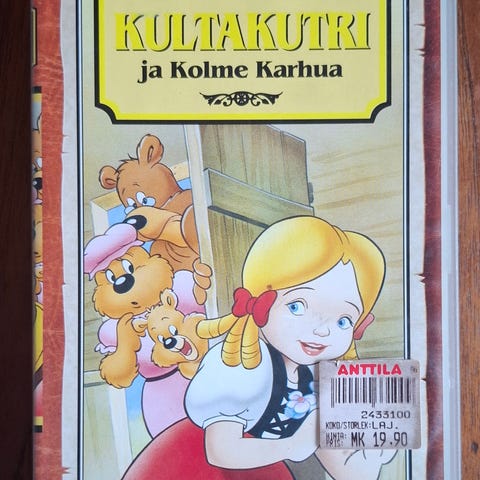 KULTAKUTRI
ja Kolme Karhua
ANTTILA
2433100
KOKO/STORLEK:LAJ.
MK 19.90